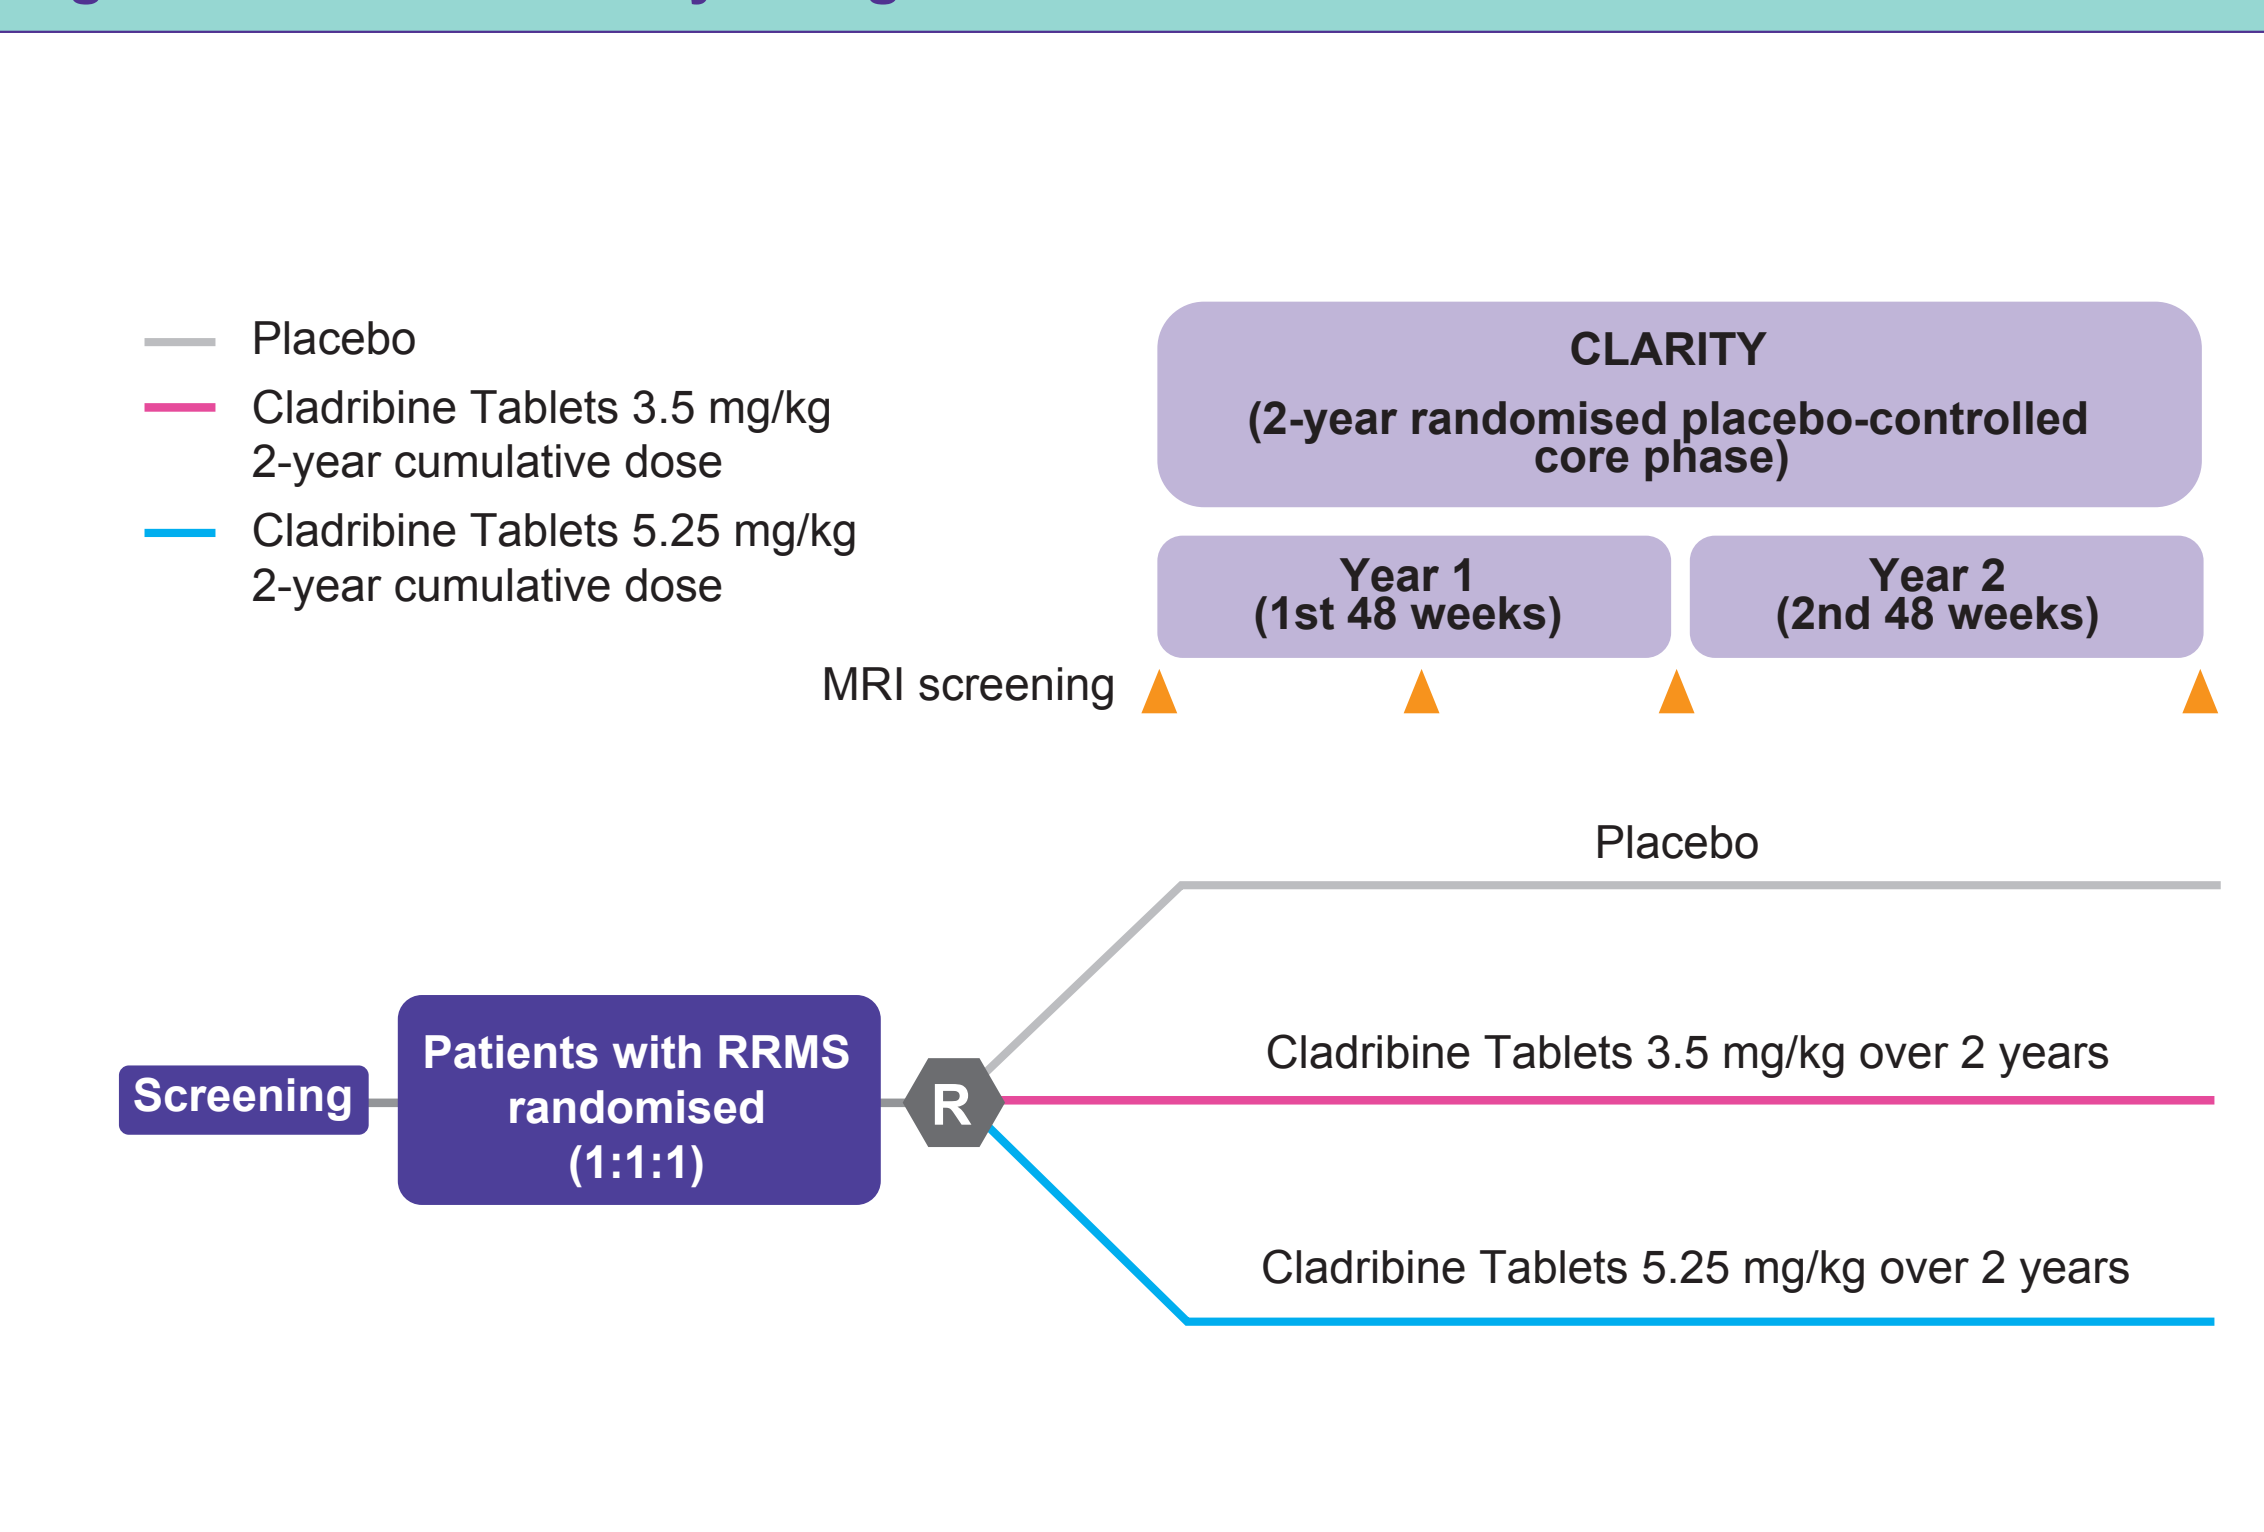 Placebo
Cladribine Tablets 3.5 mg/kg
2-year cumulative dose
Cladribine Tablets 5.25 mg/kg
2-year cumulative dose
CLARITY
(2-year randomised placebo-controlled
core phase)
Year 1
(1st 48 weeks)
Year 2
(2nd 48 weeks)
MRI screening
Placebo
Screening
Patients with RRMS
randomised
(1:1:1)
R
Cladribine Tablets 3.5 mg/kg over 2 years
Cladribine Tablets 5.25 mg/kg over 2 years